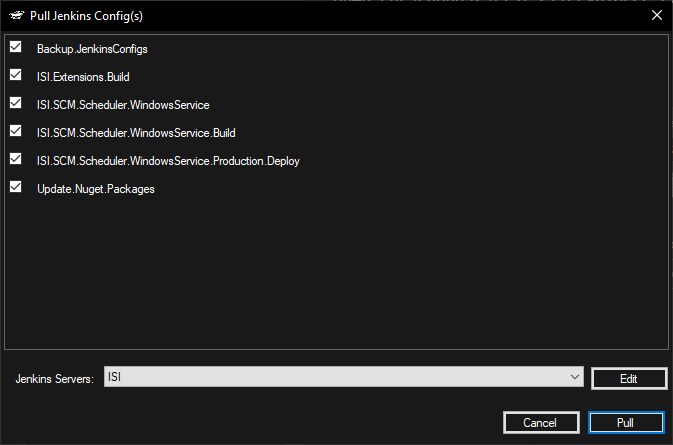 Pull Jenkins Config(s)
Backup.JenkinsConfigs
ISI.Extensions.Build
ISI.SCM.Scheduler.WindowsService
ISI.SCM.Scheduler.WindowsService.Build
ISI.SCM.Scheduler.WindowsService.Production.Deploy
Update.Nuget.Packages
Jenkins Servers: ISI Edit
Cancel Pull